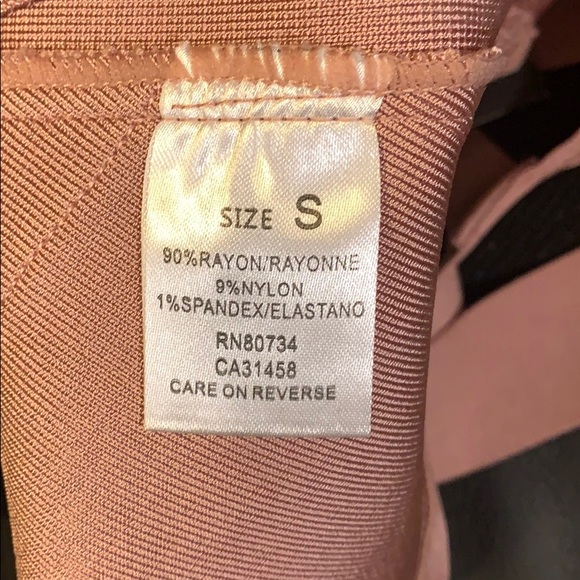 SIZE S
90%RAYON/RAYONNE
9%NYLON
1%SPANDEX/ELASTANO
RN80734
CA31458
CARE ON REVERSE